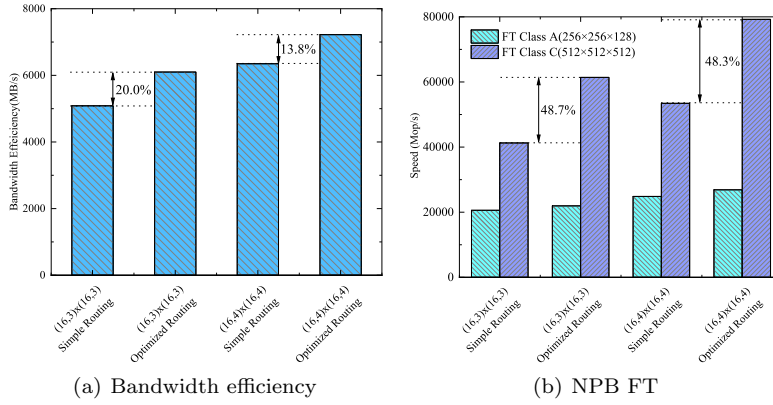 8000
6000
4000
2000
0
Bandwidth Effeiciency(MB/s)
20.0%
13.8%
(16,3)x(16,3)
Simple Routing
(16,3)x(16,3)
Optimized Routing
(16,4)x(16,4)
Simple Routing
(16,4)x(16,4)
Optimized Routing
(a) Bandwidth efficiency
80000
60000
40000
20000
0
Speed (Mop/s)
FT Class A(256×256×128)
FT Class C(512×512×512)
48.7%
48.3%
(16,3)x(16,3)
Simple Routing
(16,3)x(16,3)
Optimized Routing
(16,4)x(16,4)
Simple Routing
(16,4)x(16,4)
Optimized Routing
(b) NPB FT